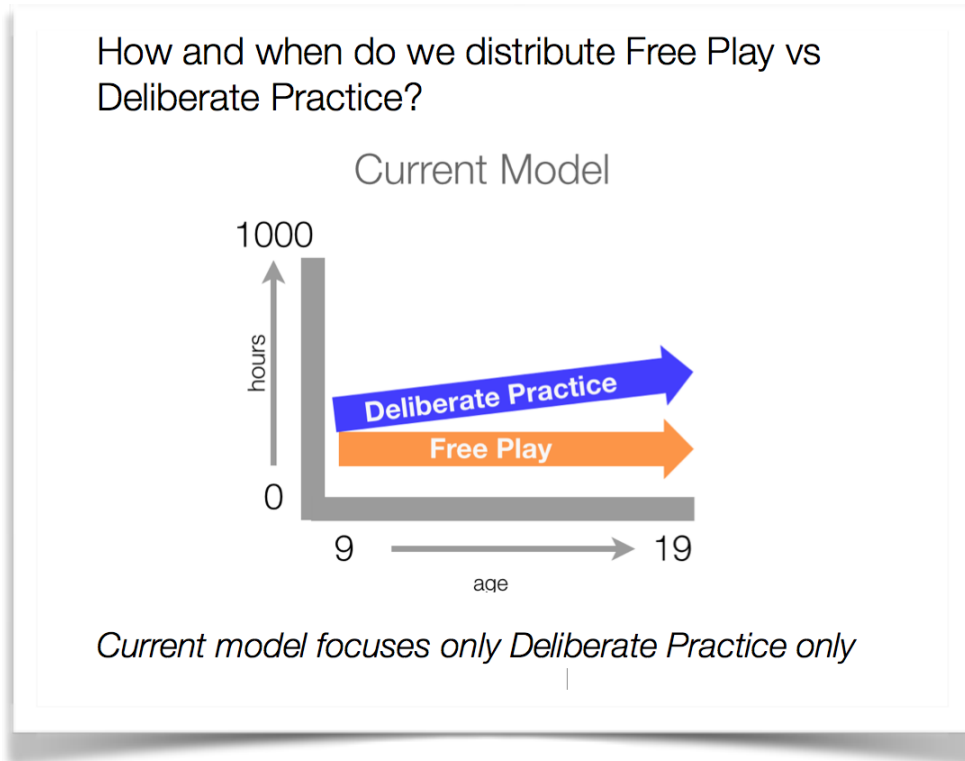 How and when do we distribute Free Play vs
Deliberate Practice?
Current Model
1000
hours
Deliberate Practice
Free Play
0
9
19
age
Current model focuses only Deliberate Practice only